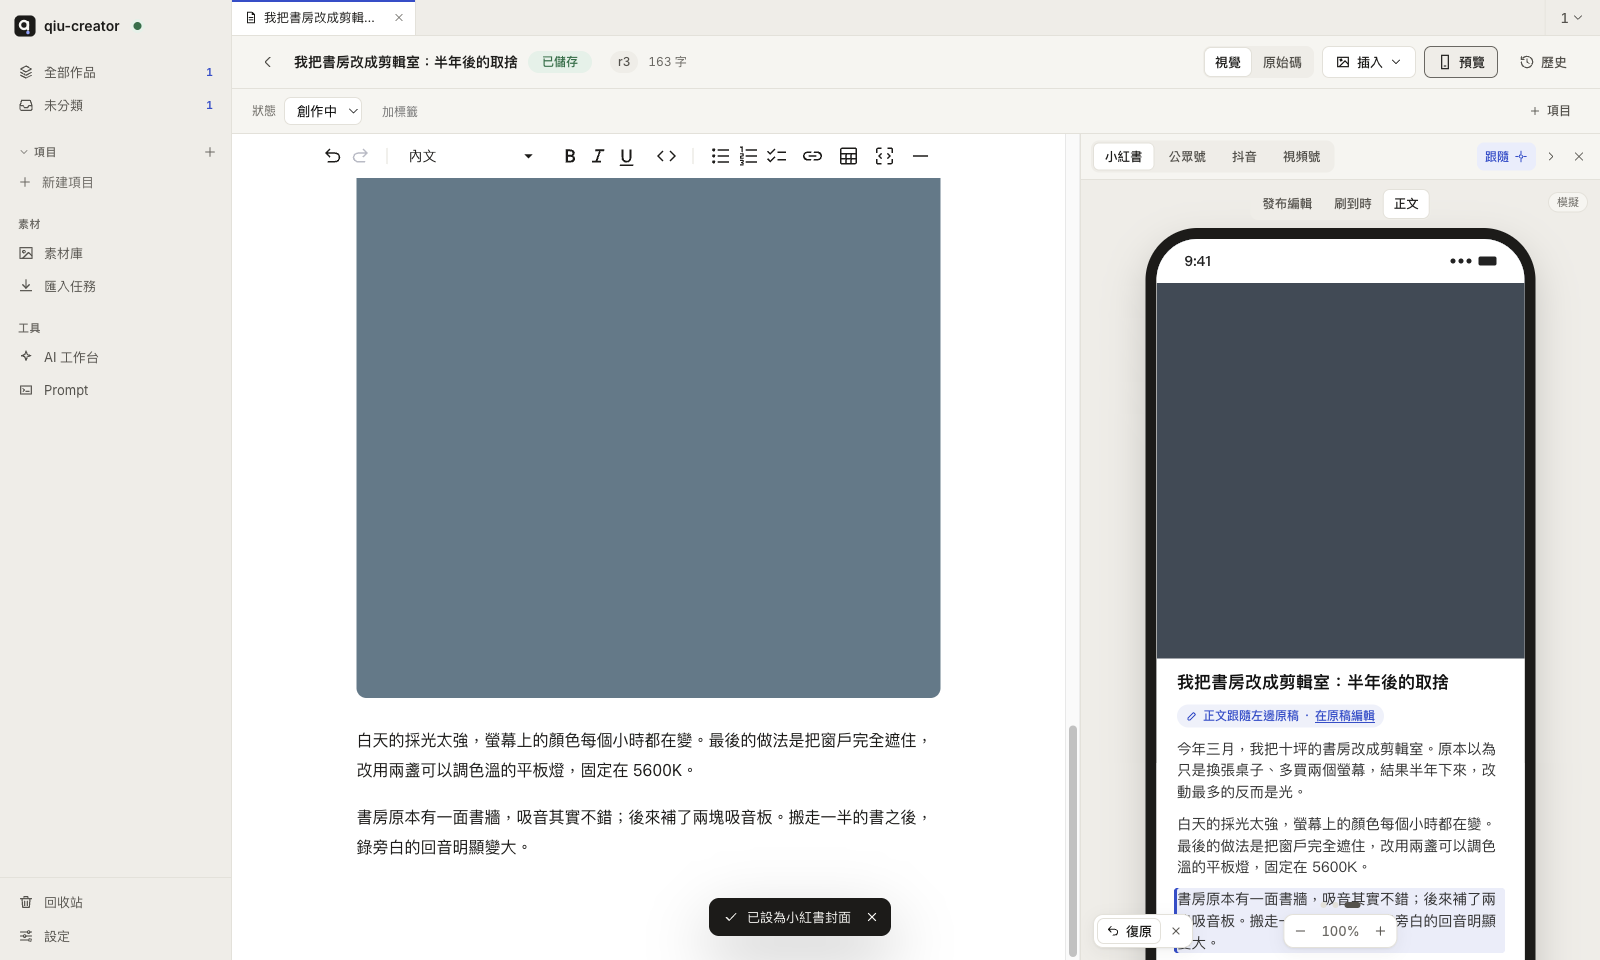 qiu-creator
全部作品 1
未分類 1
項目
新建項目
素材
素材庫
匯入任務
工具
AI 工作台
Prompt
回收站
設定
我把書房改成剪輯...
1
我把書房改成剪輯室：半年後的取捨 已儲存 r3 163 字
視覺 原始碼 插入 預覽 歷史
狀態 創作中 加標籤
項目
內文
白天的採光太強，螢幕上的顏色每個小時都在變。最後的做法是把窗戶完全遮住，
改用兩盞可以調色溫的平板燈，固定在 5600K。
書房原本有一面書牆，吸音其實不錯；後來補了兩塊吸音板。搬走一半的書之後，
錄旁白的回音明顯變大。
已設為小紅書封面
小紅書 公眾號 抖音 視頻號 跟隨
發布編輯 刷到時 正文 模擬
9:41
我把書房改成剪輯室：半年後的取捨
正文跟隨左邊原稿 · 在原稿編輯
今年三月，我把十坪的書房改成剪輯室。原本以為
只是換張桌子、多買兩個螢幕，結果半年下來，改
動最多的反而是光。
白天的採光太強，螢幕上的顏色每個小時都在變。
最後的做法是把窗戶完全遮住，改用兩盞可以調色
溫的平板燈，固定在 5600K。
書房原本有一面書牆，吸音其實不錯；後來補了兩
吸音板。搬走一 旁白的回音明顯
大。
復原
100%